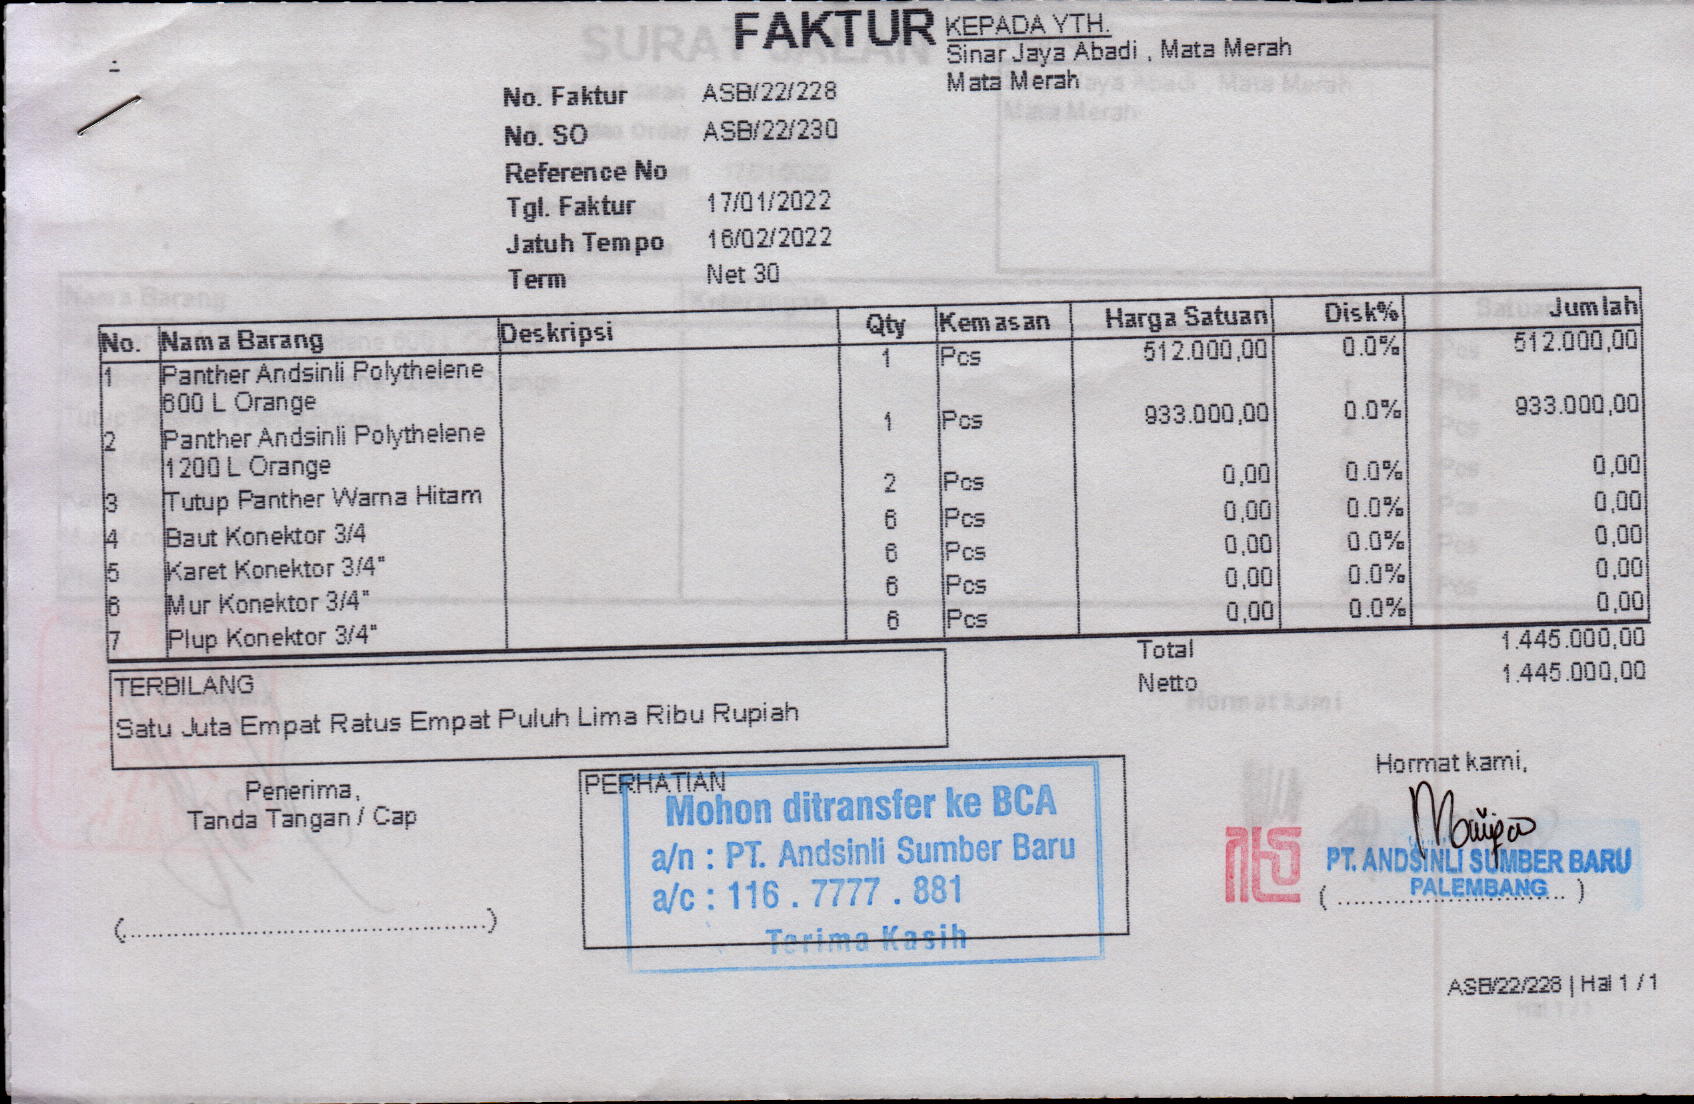 FAKTUR
KEPADA YTH.
Sinar Jaya Abadi , Mata Merah
Mata Merah
No. Faktur ASB/22/228
No. SO ASB/22/230
Reference No
Tgl. Faktur 17/01/2022
Jatuh Tempo 16/02/2022
Term Net 30
No. Nama Barang Deskripsi Qty Kemasan Harga Satuan Disk% Jumlah
1 Panther Andsinli Polythelene 1 Pcs 512.000,00 0.0% 512.000,00
600 L Orange
2 Panther Andsinli Polythelene 1 Pcs 933.000,00 0.0% 933.000,00
1200 L Orange
3 Tutup Panther Warna Hitam 2 Pcs 0,00 0.0% 0,00
4 Baut Konektor 3/4 6 Pcs 0,00 0.0% 0,00
5 Karet Konektor 3/4" 6 Pcs 0,00 0.0% 0,00
6 Mur Konektor 3/4" 6 Pcs 0,00 0.0% 0,00
7 Plup Konektor 3/4" 6 Pcs 0,00 0.0% 0,00
Total 1.445.000,00
Netto 1.445.000,00
TERBILANG
Satu Juta Empat Ratus Empat Puluh Lima Ribu Rupiah
Penerima,
Tanda Tangan / Cap
(................................................)
PERHATIAN
Mohon ditransfer ke BCA
a/n : PT. Andsinli Sumber Baru
a/c : 116 . 7777 . 881
Terima Kasih
Hormat kami,
PT. ANDSINLI SUMBER BARU
PALEMBANG
( .............................. )
ASB/22/228 | Hal 1 / 1